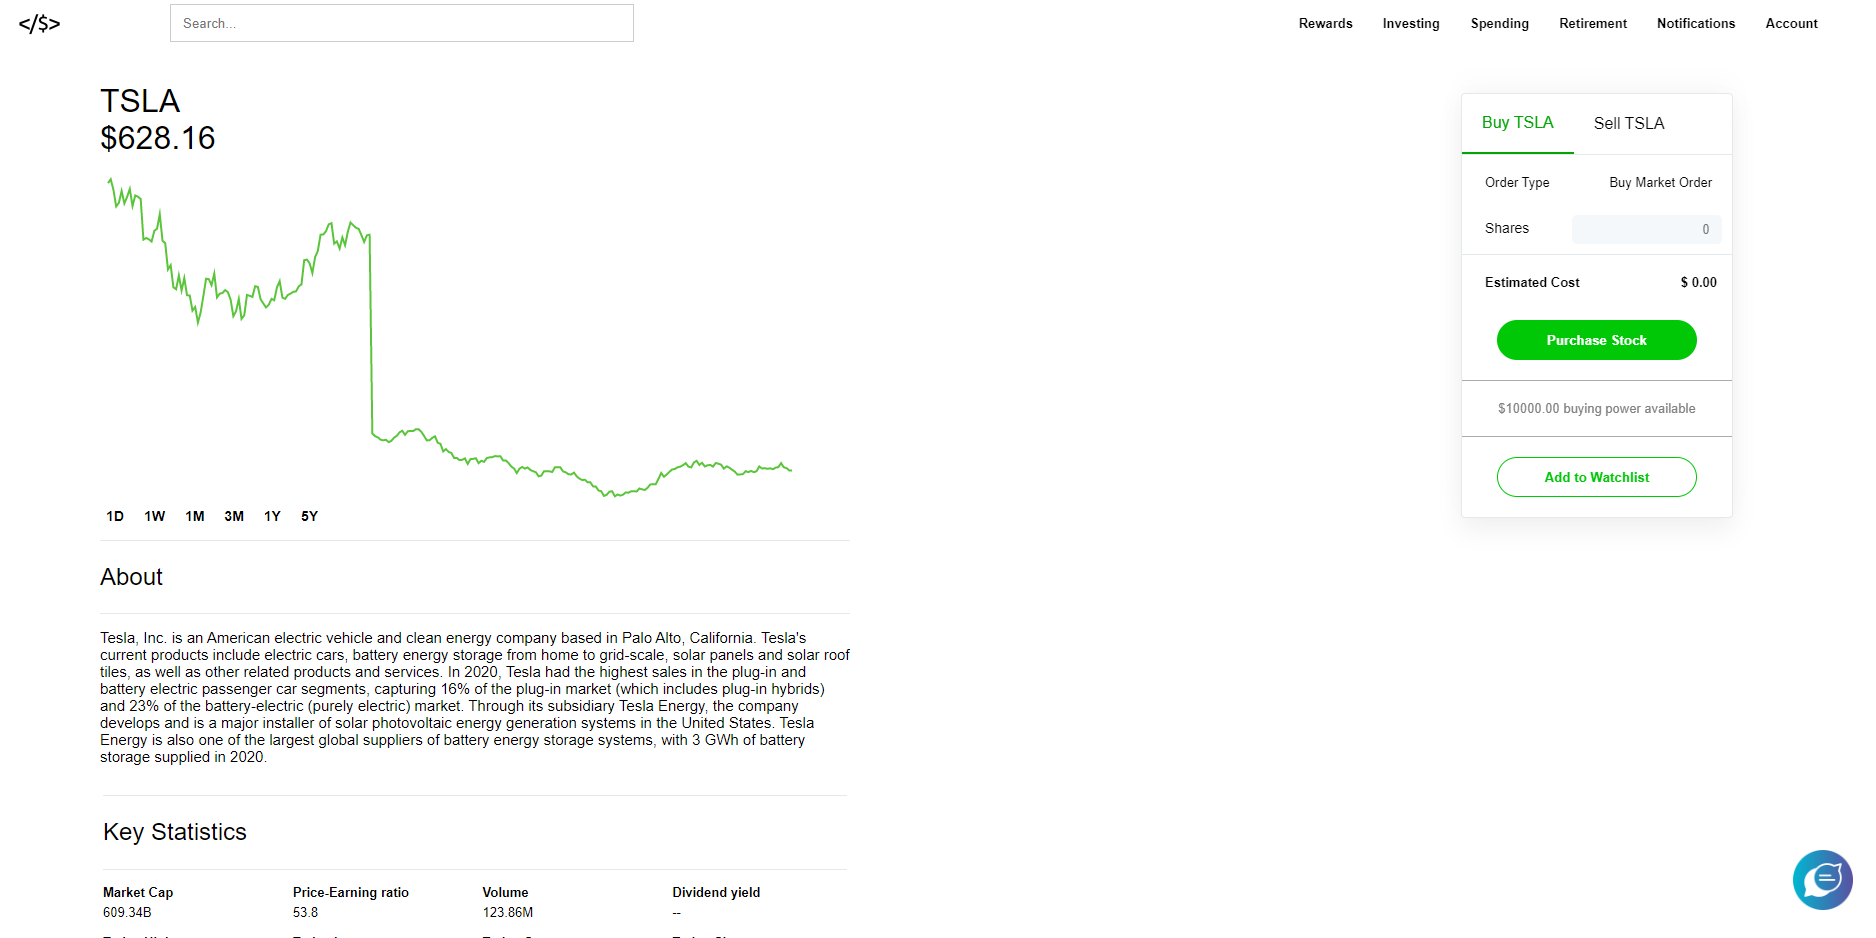 </$>
Search...
Rewards Investing Spending Retirement Notifications Account
TSLA
$628.16
1D 1W 1M 3M 1Y 5Y
About
Tesla, Inc. is an American electric vehicle and clean energy company based in Palo Alto, California. Tesla's
current products include electric cars, battery energy storage from home to grid-scale, solar panels and solar roof
tiles, as well as other related products and services. In 2020, Tesla had the highest sales in the plug-in and
battery electric passenger car segments, capturing 16% of the plug-in market (which includes plug-in hybrids)
and 23% of the battery-electric (purely electric) market. Through its subsidiary Tesla Energy, the company
develops and is a major installer of solar photovoltaic energy generation systems in the United States. Tesla
Energy is also one of the largest global suppliers of battery energy storage systems, with 3 GWh of battery
storage supplied in 2020.
Key Statistics
Market Cap Price-Earning ratio Volume Dividend yield
609.34B 53.8 123.86M --
Buy TSLA Sell TSLA
Order Type Buy Market Order
Shares 0
Estimated Cost $ 0.00
Purchase Stock
$10000.00 buying power available
Add to Watchlist